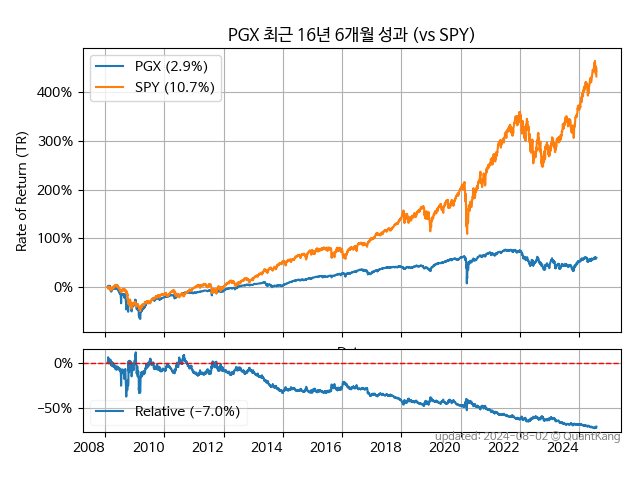 PGX 최근 16년 6개월 성과 (vs SPY)
PGX (2.9%)
SPY (10.7%)
Rate of Return (TR)
400%
300%
200%
100%
0%
0%
−50%
Relative (−7.0%)
2008 2010 2012 2014 2016 2018 2020 2022 2024
updated: 2024-08-02 © QuantKang